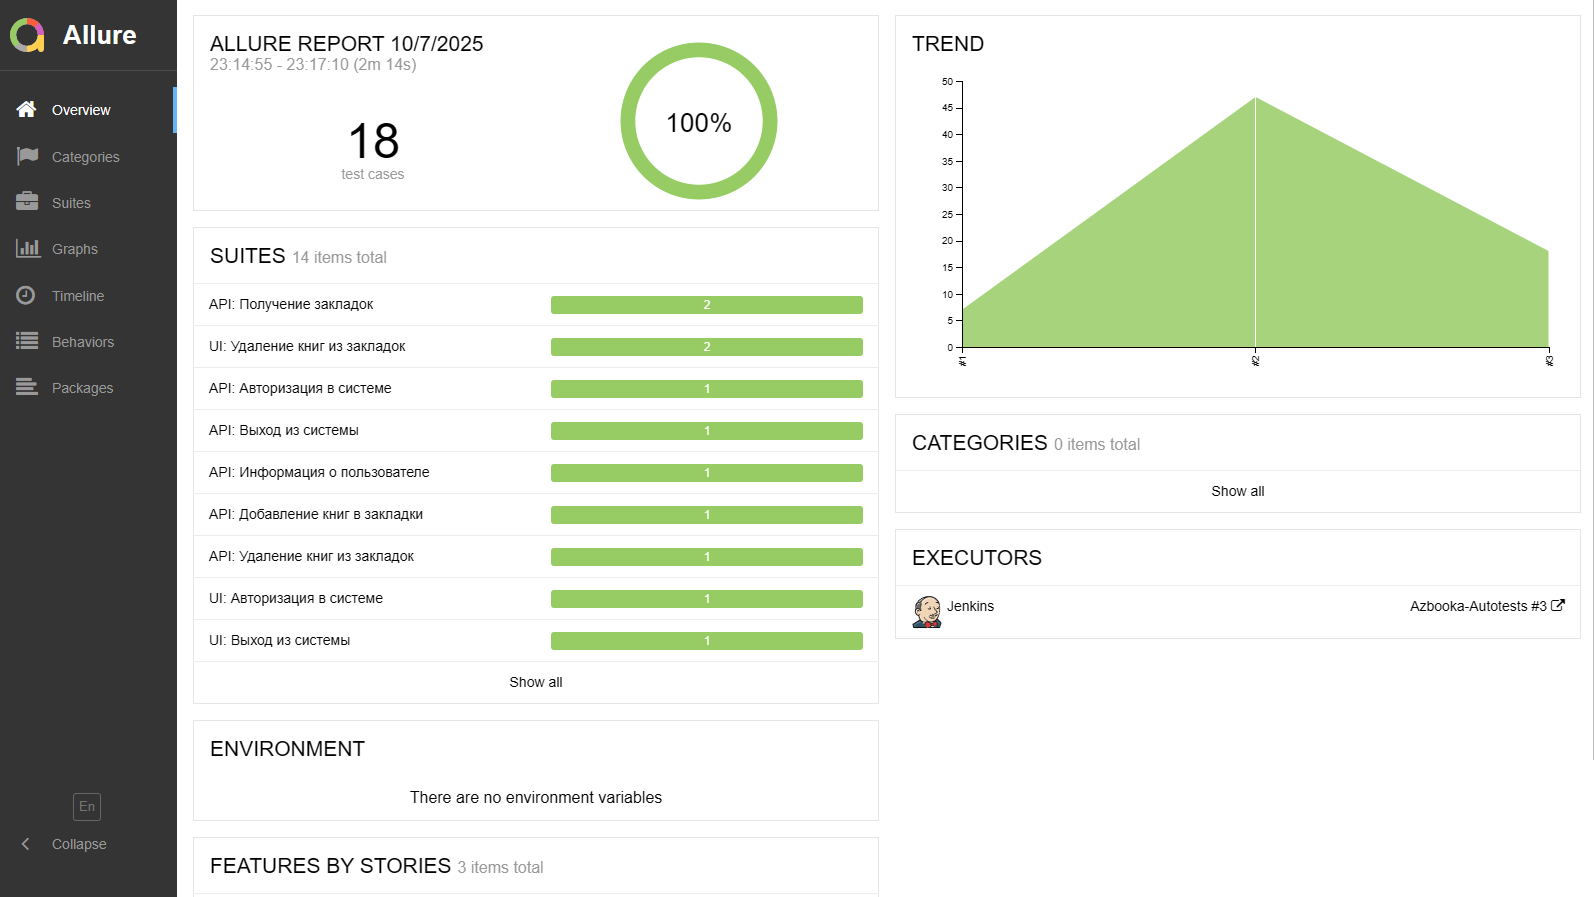 Allure
Overview
Categories
Suites
Graphs
Timeline
Behaviors
Packages
En
Collapse
ALLURE REPORT 10/7/2025
23:14:55 - 23:17:10 (2m 14s)
18
test cases
100%
SUITES 14 items total
API: Получение закладок 2
UI: Удаление книг из закладок 2
API: Авторизация в системе 1
API: Выход из системы 1
API: Информация о пользователе 1
API: Добавление книг в закладки 1
API: Удаление книг из закладок 1
UI: Авторизация в системе 1
UI: Выход из системы 1
Show all
ENVIRONMENT
There are no environment variables
FEATURES BY STORIES 3 items total
TREND
50
45
40
35
30
25
20
15
10
5
0
#1
#2
#3
CATEGORIES 0 items total
Show all
EXECUTORS
Jenkins Azbooka-Autotests #3